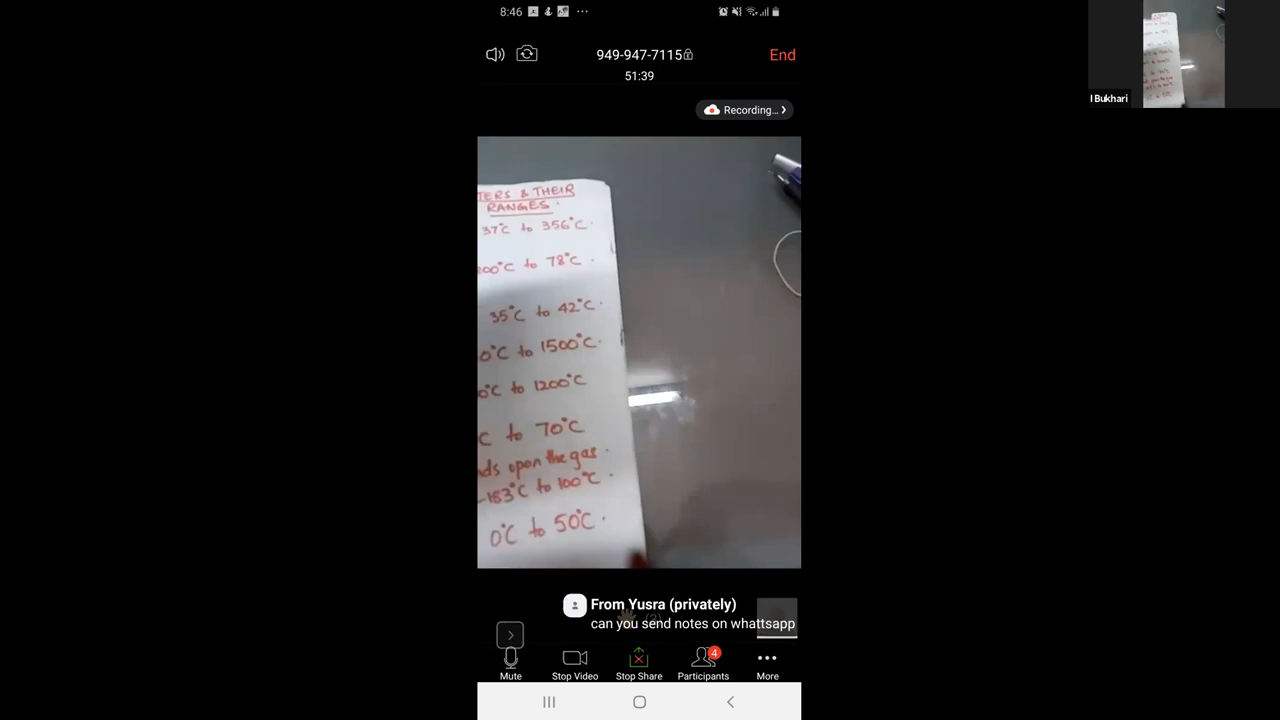 8:46
949-947-7115
End
51:39
Recording...
I Bukhari
TERS & THEIR
RANGES.
37°C to 356°C.
200°C to 78°C.
35°C to 42°C.
0°C to 1500°C.
0°C to 1200°C
°C to 70°C
nds upon the gas.
-183°C to 100°C.
0°C to 50°C.
From Yusra (privately)
can you send notes on whattsapp
Mute
Stop Video
Stop Share
4
Participants
More